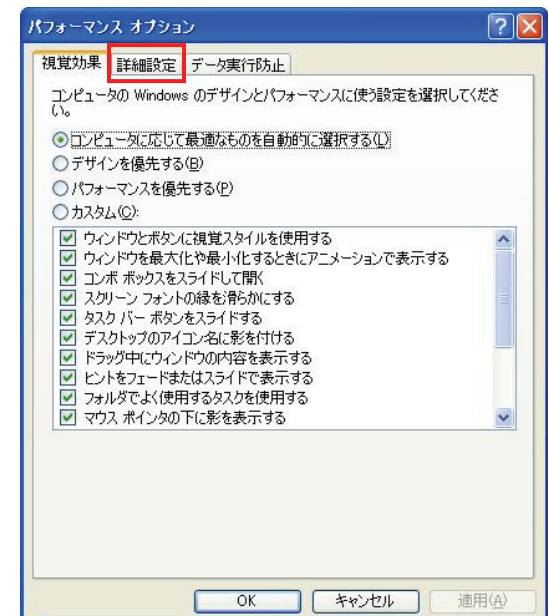 パフォーマンス オプション
視覚効果 詳細設定 データ実行防止
コンピュータの Windows のデザインとパフォーマンスに使う設定を選択してくださ
い。
コンピュータに応じて最適なものを自動的に選択する(L)
デザインを優先する(B)
パフォーマンスを優先する(P)
カスタム(C):
ウィンドウとボタンに視覚スタイルを使用する
ウィンドウを最大化や最小化するときにアニメーションで表示する
コンボ ボックスをスライドして開く
スクリーン フォントの縁を滑らかにする
タスク バー ボタンをスライドする
デスクトップのアイコン名に影を付ける
ドラッグ中にウィンドウの内容を表示する
ヒントをフェードまたはスライドで表示する
フォルダでよく使用するタスクを使用する
マウス ポインタの下に影を表示する
OK キャンセル 適用(A)